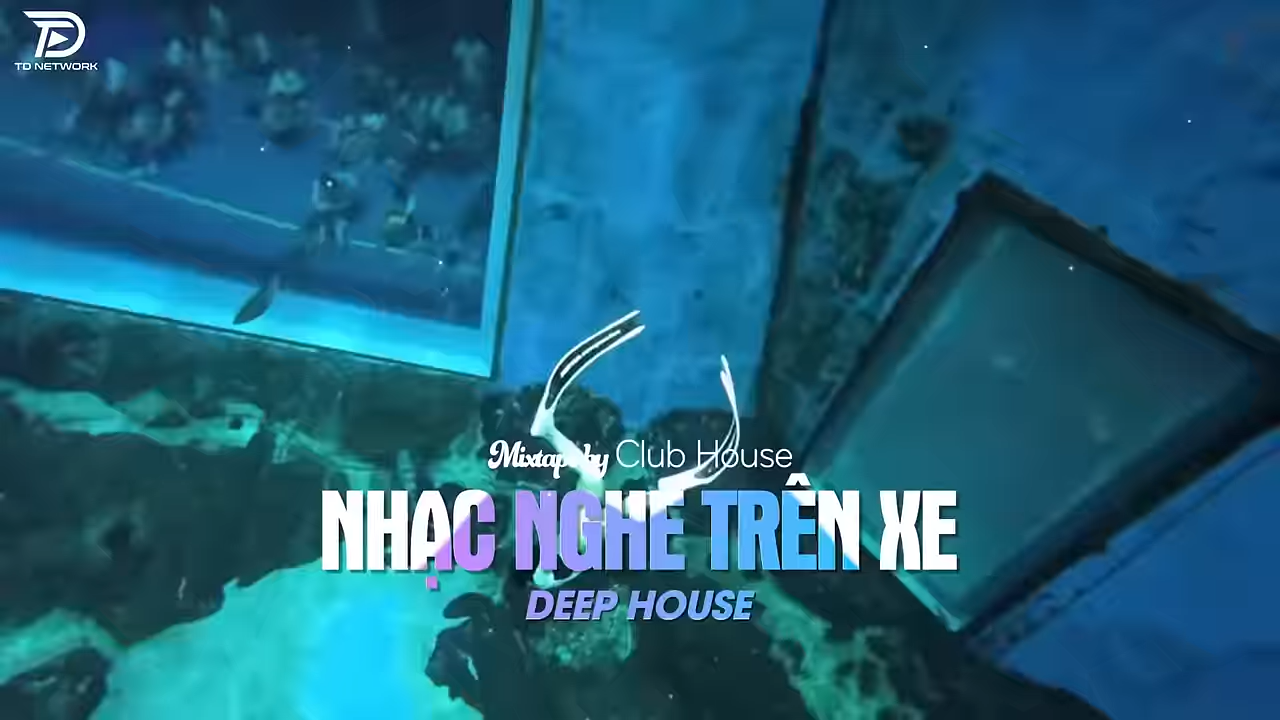 TD NETWORK
Mixtape by Club House
NHẠC NGHE TRÊN XE
DEEP HOUSE